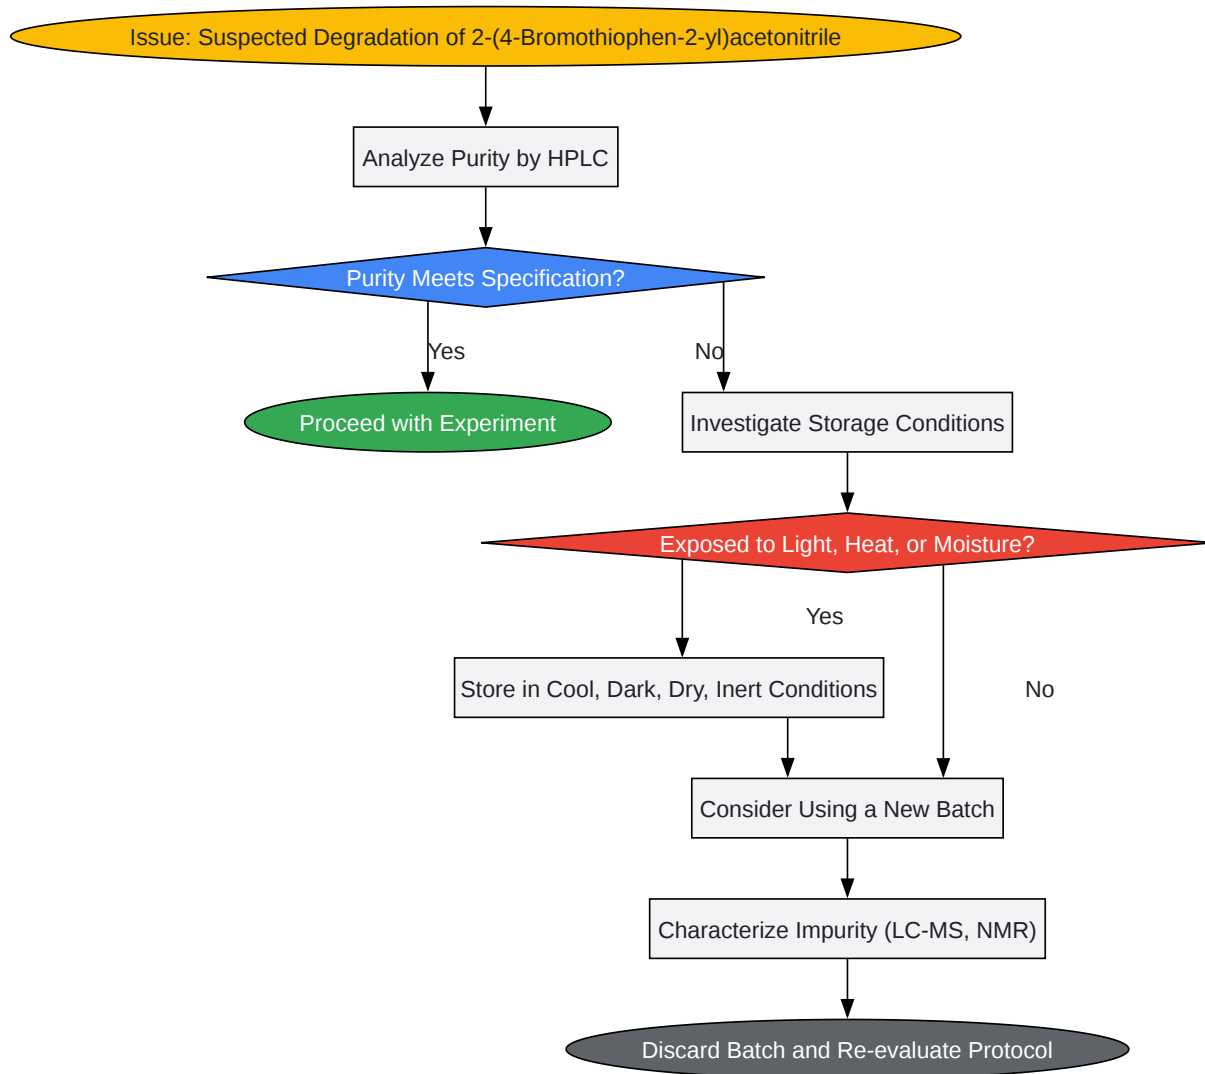 Issue: Suspected Degradation of 2-(4-Bromothiophen-2-yl)acetonitrile
Analyze Purity by HPLC
Purity Meets Specification?
Yes
No
Proceed with Experiment
Investigate Storage Conditions
Exposed to Light, Heat, or Moisture?
Yes
Store in Cool, Dark, Dry, Inert Conditions
No
Consider Using a New Batch
Characterize Impurity (LC-MS, NMR)
Discard Batch and Re-evaluate Protocol